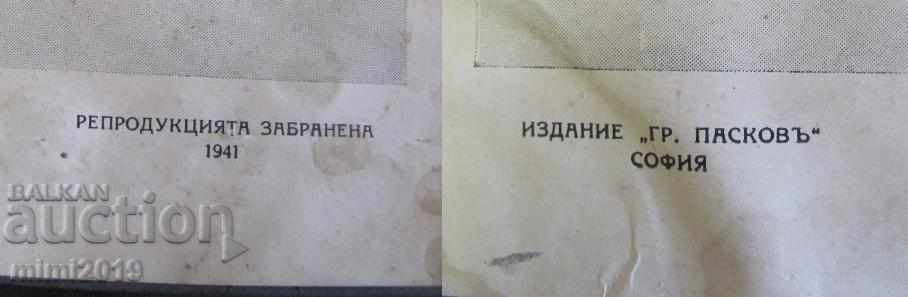 РЕПРОДУКЦИЯТА ЗАБРАНЕНА
1941
ИЗДАНИЕ „ГР. ПАСКОВЪ“
СОФИЯ
BALKAN
auction
mimi2019